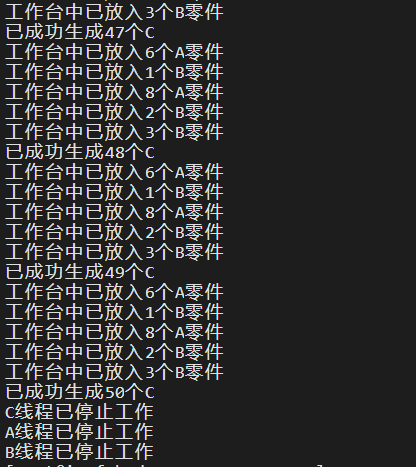 工作台中已放入3个B零件
已成功生成47个C
工作台中已放入6个A零件
工作台中已放入1个B零件
工作台中已放入8个A零件
工作台中已放入2个B零件
工作台中已放入3个B零件
已成功生成48个C
工作台中已放入6个A零件
工作台中已放入1个B零件
工作台中已放入8个A零件
工作台中已放入2个B零件
工作台中已放入3个B零件
已成功生成49个C
工作台中已放入6个A零件
工作台中已放入1个B零件
工作台中已放入8个A零件
工作台中已放入2个B零件
工作台中已放入3个B零件
已成功生成50个C
C线程已停止工作
A线程已停止工作
B线程已停止工作